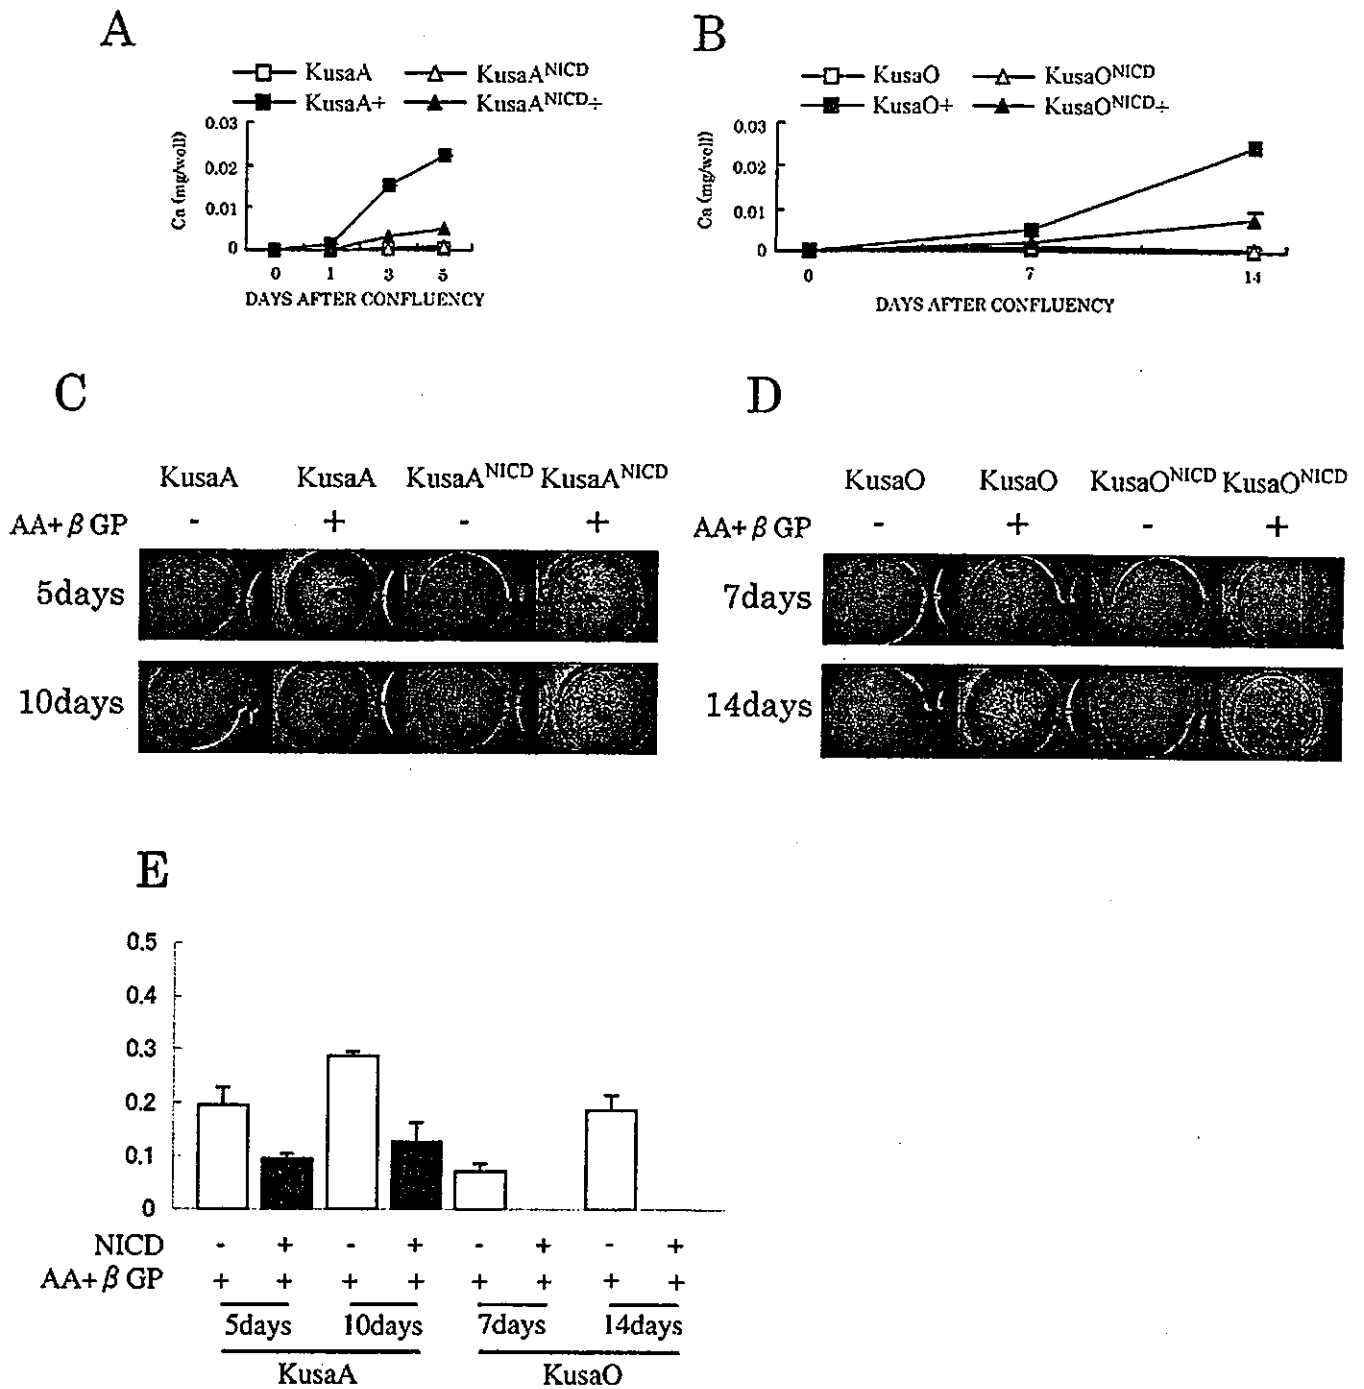 A
KusaA KusaA^NICD
KusaA+ KusaA^NICD+
Ca (mg/well)
0.03
0.02
0.01
0
0 1 3 5
DAYS AFTER CONFLUENCY
B
KusaO KusaO^NICD
KusaO+ KusaO^NICD+
Ca (mg/well)
0.03
0.02
0.01
0
0 7 14
DAYS AFTER CONFLUENCY
C
KusaA KusaA KusaA^NICD KusaA^NICD
AA+βGP - + - +
5days
10days
D
KusaO KusaO KusaO^NICD KusaO^NICD
AA+βGP - + - +
7days
14days
E
0.5
0.4
0.3
0.2
0.1
0
NICD - + - + - + - +
AA+βGP + + + + + + + +
5days 10days 7days 14days
KusaA KusaO